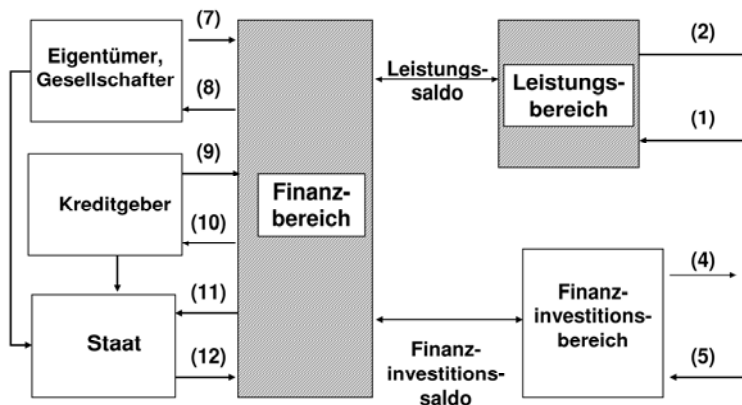 Eigentümer,
Gesellschafter
(7)
(8)
Kreditgeber
(9)
(10)
Staat
(11)
(12)
Finanz-
bereich
Leistungs-
saldo
Leistungs-
bereich
(2)
(1)
Finanz-
investitions-
saldo
Finanz-
investitions-
bereich
(4)
(5)